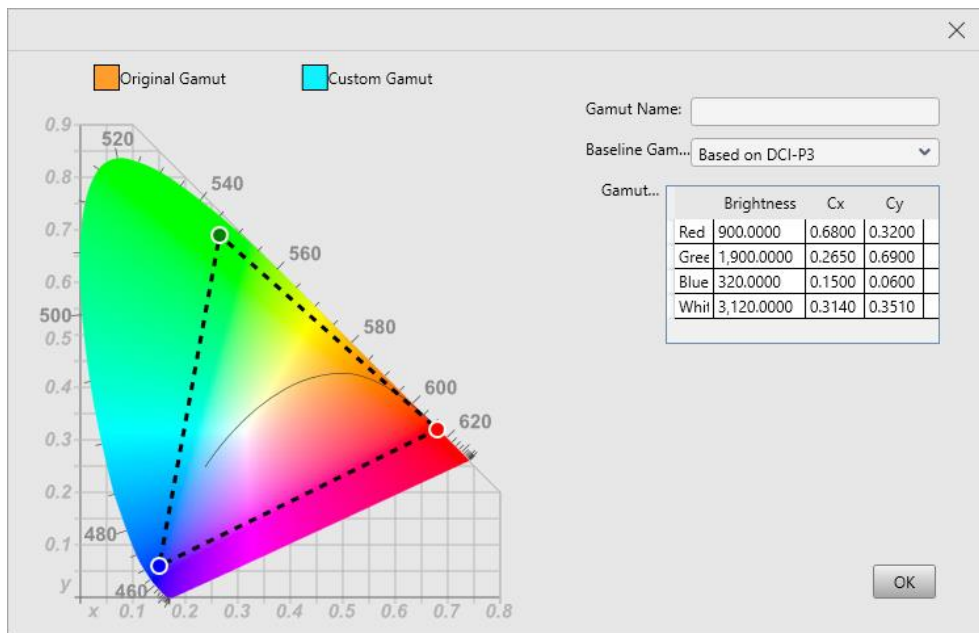 Original Gamut Custom Gamut
Gamut Name:
Baseline Gam... Based on DCI-P3
Gamut...
Brightness Cx Cy
Red 900.0000 0.6800 0.3200
Gree 1,900.0000 0.2650 0.6900
Blue 320.0000 0.1500 0.0600
Whit 3,120.0000 0.3140 0.3510
0.9
520
0.8
540
0.7
560
0.6
500
0.5
580
0.4
600
0.3
620
0.2
480
0.1
460
y
x 0.1 0.2 0.3 0.4 0.5 0.6 0.7 0.8
OK